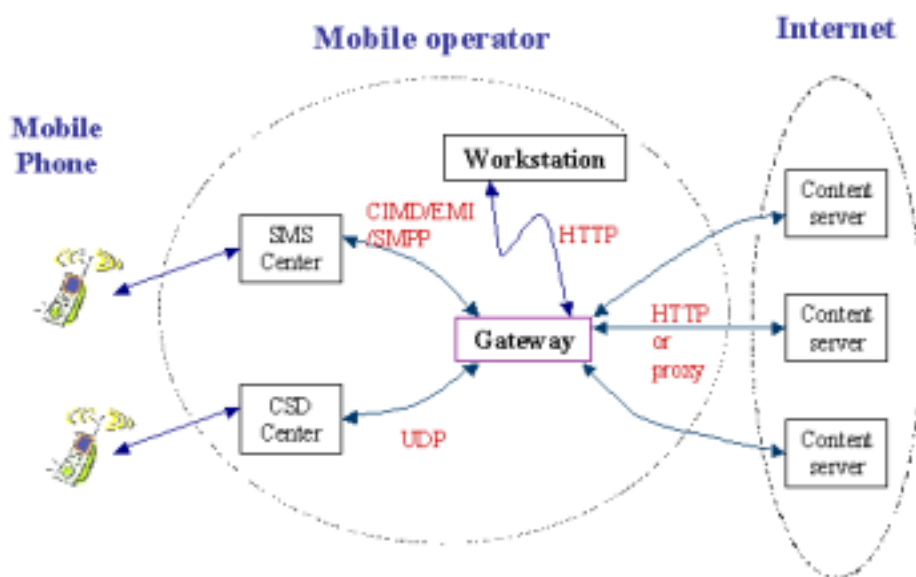 Mobile operator
Internet
Mobile
Phone
Workstation
Content
server
SMS
Center
CIMD/EMI
/SMPP
HTTP
Gateway
HTTP
or
proxy
Content
server
CSD
Center
UDP
Content
server